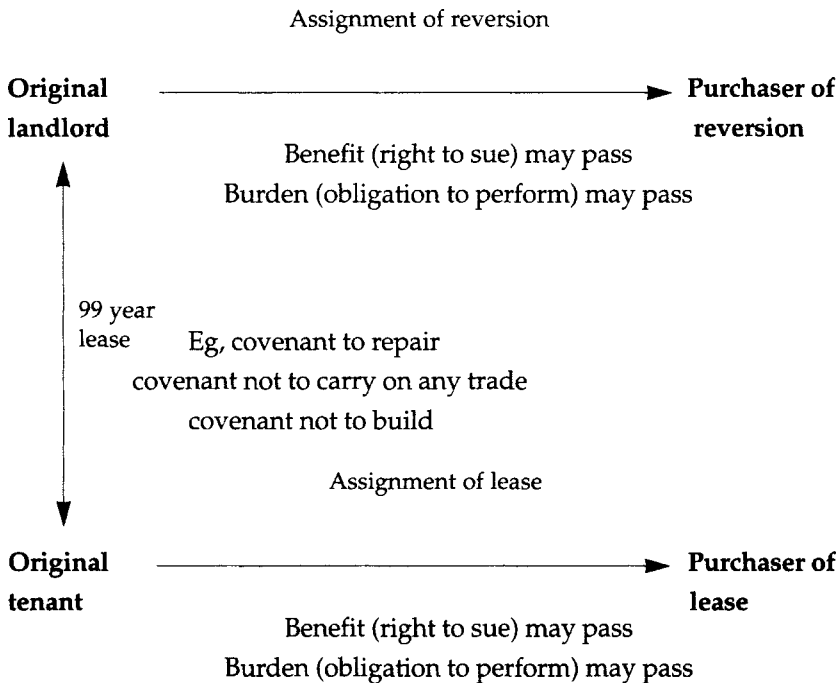 Assignment of reversion
Original
landlord
Purchaser of
reversion
Benefit (right to sue) may pass
Burden (obligation to perform) may pass
99 year
lease
Eg, covenant to repair
covenant not to carry on any trade
covenant not to build
Assignment of lease
Original
tenant
Purchaser of
lease
Benefit (right to sue) may pass
Burden (obligation to perform) may pass